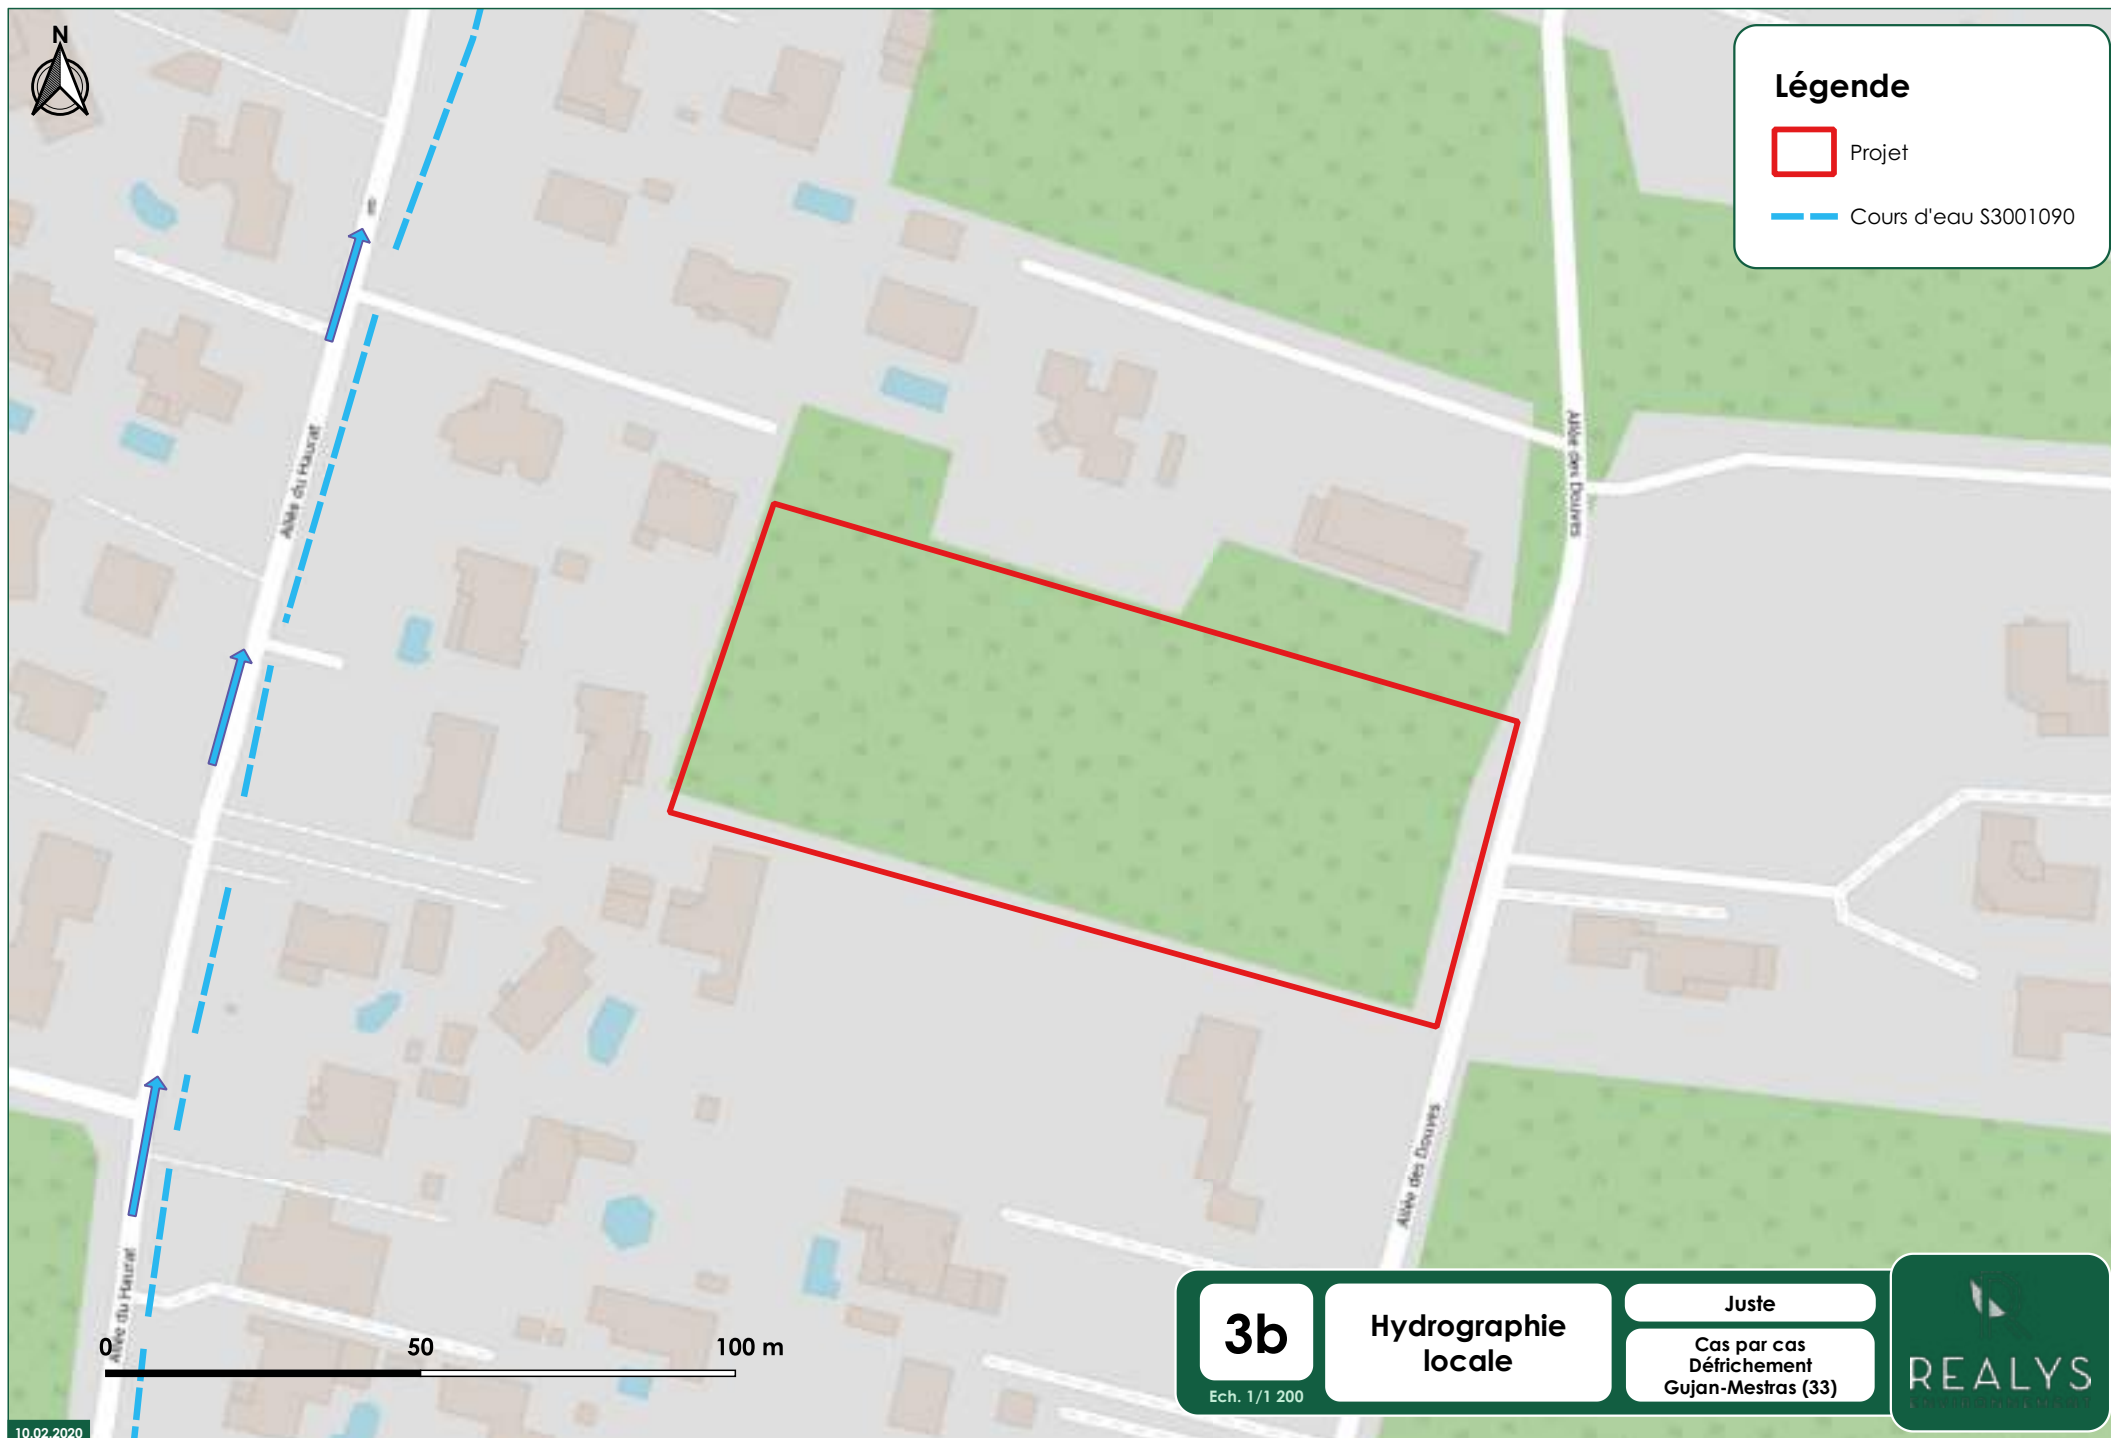 N
Légende
Projet
Cours d'eau S3001090
Allée du Haurat
Allée des Douves
Allée des Douves
Allée du Haurat
0 50 100 m
3b
Ech. 1/1 200
Hydrographie
locale
Juste
Cas par cas
Défrichement
Gujan-Mestras (33)
REALYS
10.02.2020